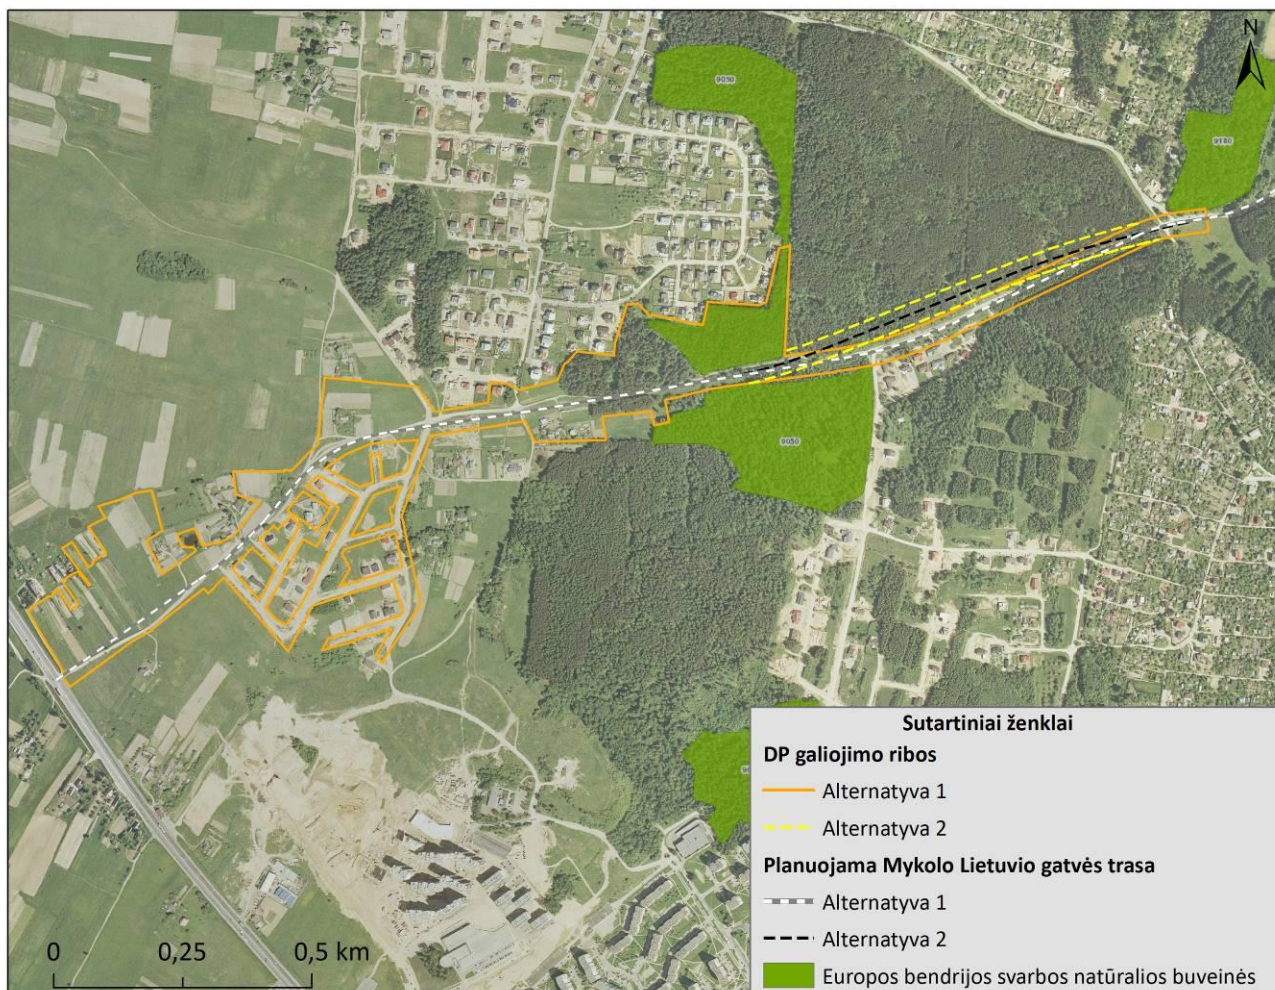 N
9050
9180
9050
Sutartiniai ženklai
DP galiojimo ribos
Alternatyva 1
Alternatyva 2
Planuojama Mykolo Lietuvio gatvės trasa
Alternatyva 1
Alternatyva 2
Europos bendrijos svarbos natūralios buveinės
0 0,25 0,5 km